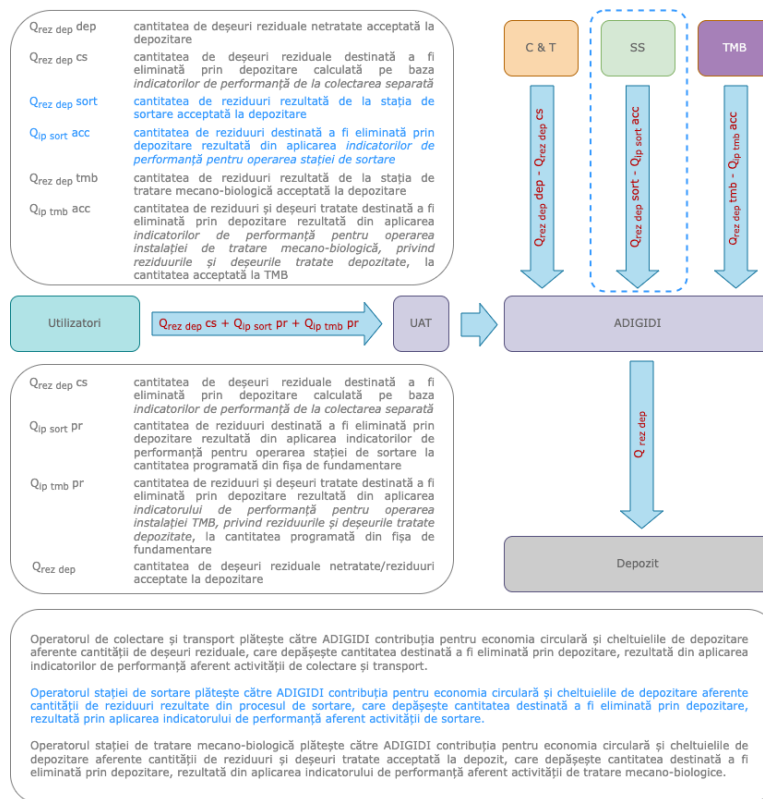 Q rez dep dep cantitatea de deșeuri reziduale netratate acceptată la
depozitare
Q rez dep cs cantitatea de deșeuri reziduale destinată a fi
eliminată prin depozitare calculată pe baza
indicatorilor de performanță de la colectarea separată
Q rez dep sort cantitatea de reziduuri rezultată de la stația de
sortare acceptată la depozitare
Q ip sort acc cantitatea de reziduuri destinată a fi eliminată prin
depozitare rezultată din aplicarea indicatorilor de
performanță pentru operarea stației de sortare
Q rez dep tmb cantitatea de reziduuri rezultată de la stația de
tratare mecano-biologică acceptată la depozitare
Q ip tmb acc cantitatea de reziduuri și deșeuri tratate destinată a fi
eliminată prin depozitare rezultată din aplicarea
indicatorilor de performanță pentru operarea
instalației de tratare mecano-biologică, privind
reziduurile și deșeurile tratate depozitate, la
cantitatea acceptată la TMB
C & T
SS
TMB
Q rez dep dep - Q rez dep cs
Q rez dep sort - Q ip sort acc
Q rez dep tmb - Q ip tmb acc
Utilizatori
Q rez dep cs + Q ip sort pr + Q ip tmb pr
UAT
ADIGIDI
Q rez dep cs cantitatea de deșeuri reziduale destinată a fi
eliminată prin depozitare calculată pe baza
indicatorilor de performanță de la colectarea separată
Q ip sort pr cantitatea de reziduuri destinată a fi eliminată prin
depozitare rezultată din aplicarea indicatorilor de
performanță pentru operarea stației de sortare la
cantitatea programată din fișa de fundamentare
Q ip tmb pr cantitatea de reziduuri și deșeuri tratate destinată a fi
eliminată prin depozitare rezultată din aplicarea
indicatorului de performanță pentru operarea
instalației TMB, privind reziduurile și deșeurile tratate
depozitate, la cantitatea programată din fișa de
fundamentare
Q rez dep cantitatea de deșeuri reziduale netratate/reziduuri
acceptate la depozitare
Q rez dep
Depozit
Operatorul de colectare și transport plătește către ADIGIDI contribuția pentru economia circulară și cheltuielile de depozitare
aferente cantității de deșeuri reziduale, care depășește cantitatea destinată a fi eliminată prin depozitare, rezultată din aplicarea
indicatorilor de performanță aferent activității de colectare și transport.
Operatorul stației de sortare plătește către ADIGIDI contribuția pentru economia circulară și cheltuielile de depozitare aferente
cantității de reziduuri rezultate din procesul de sortare, care depășește cantitatea destinată a fi eliminată prin depozitare,
rezultată prin aplicarea indicatorului de performanță aferent activității de sortare.
Operatorul stației de tratare mecano-biologică plătește către ADIGIDI contribuția pentru economia circulară și cheltuielile de
depozitare aferente cantității de reziduuri și deșeuri tratate acceptată la depozit, care depășește cantitatea destinată a fi
eliminată prin depozitare, rezultată din aplicarea indicatorului de performanță aferent activității de tratare mecano-biologice.